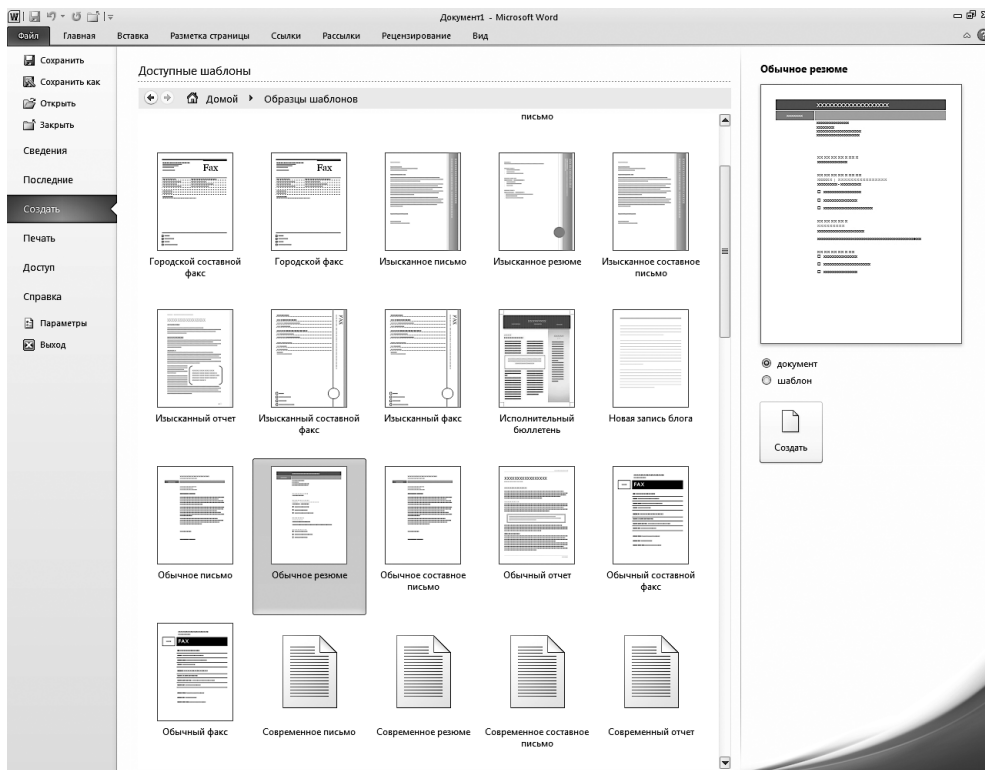 Документ1 - Microsoft Word
Файл Главная Вставка Разметка страницы Ссылки Рассылки Рецензирование Вид
Сохранить
Сохранить как
Открыть
Закрыть
Сведения
Последние
Создать
Печать
Доступ
Справка
Параметры
Выход
Доступные шаблоны
Домой Образцы шаблонов
письмо
Fax Fax
Городской составной Городской факс Изысканное письмо Изысканное резюме Изысканное составное
факс письмо
FAX FAX
Изысканный отчет Изысканный составной Изысканный факс Исполнительный Новая запись блога
факс бюллетень
FAX
Обычное письмо Обычное резюме Обычное составное Обычный отчет Обычный составной
письмо факс
FAX
Обычный факс Современное письмо Современное резюме Современное составное Современный отчет
письмо
Обычное резюме
XXXXXXXXXXXXXXXXXXX
документ
шаблон
Создать